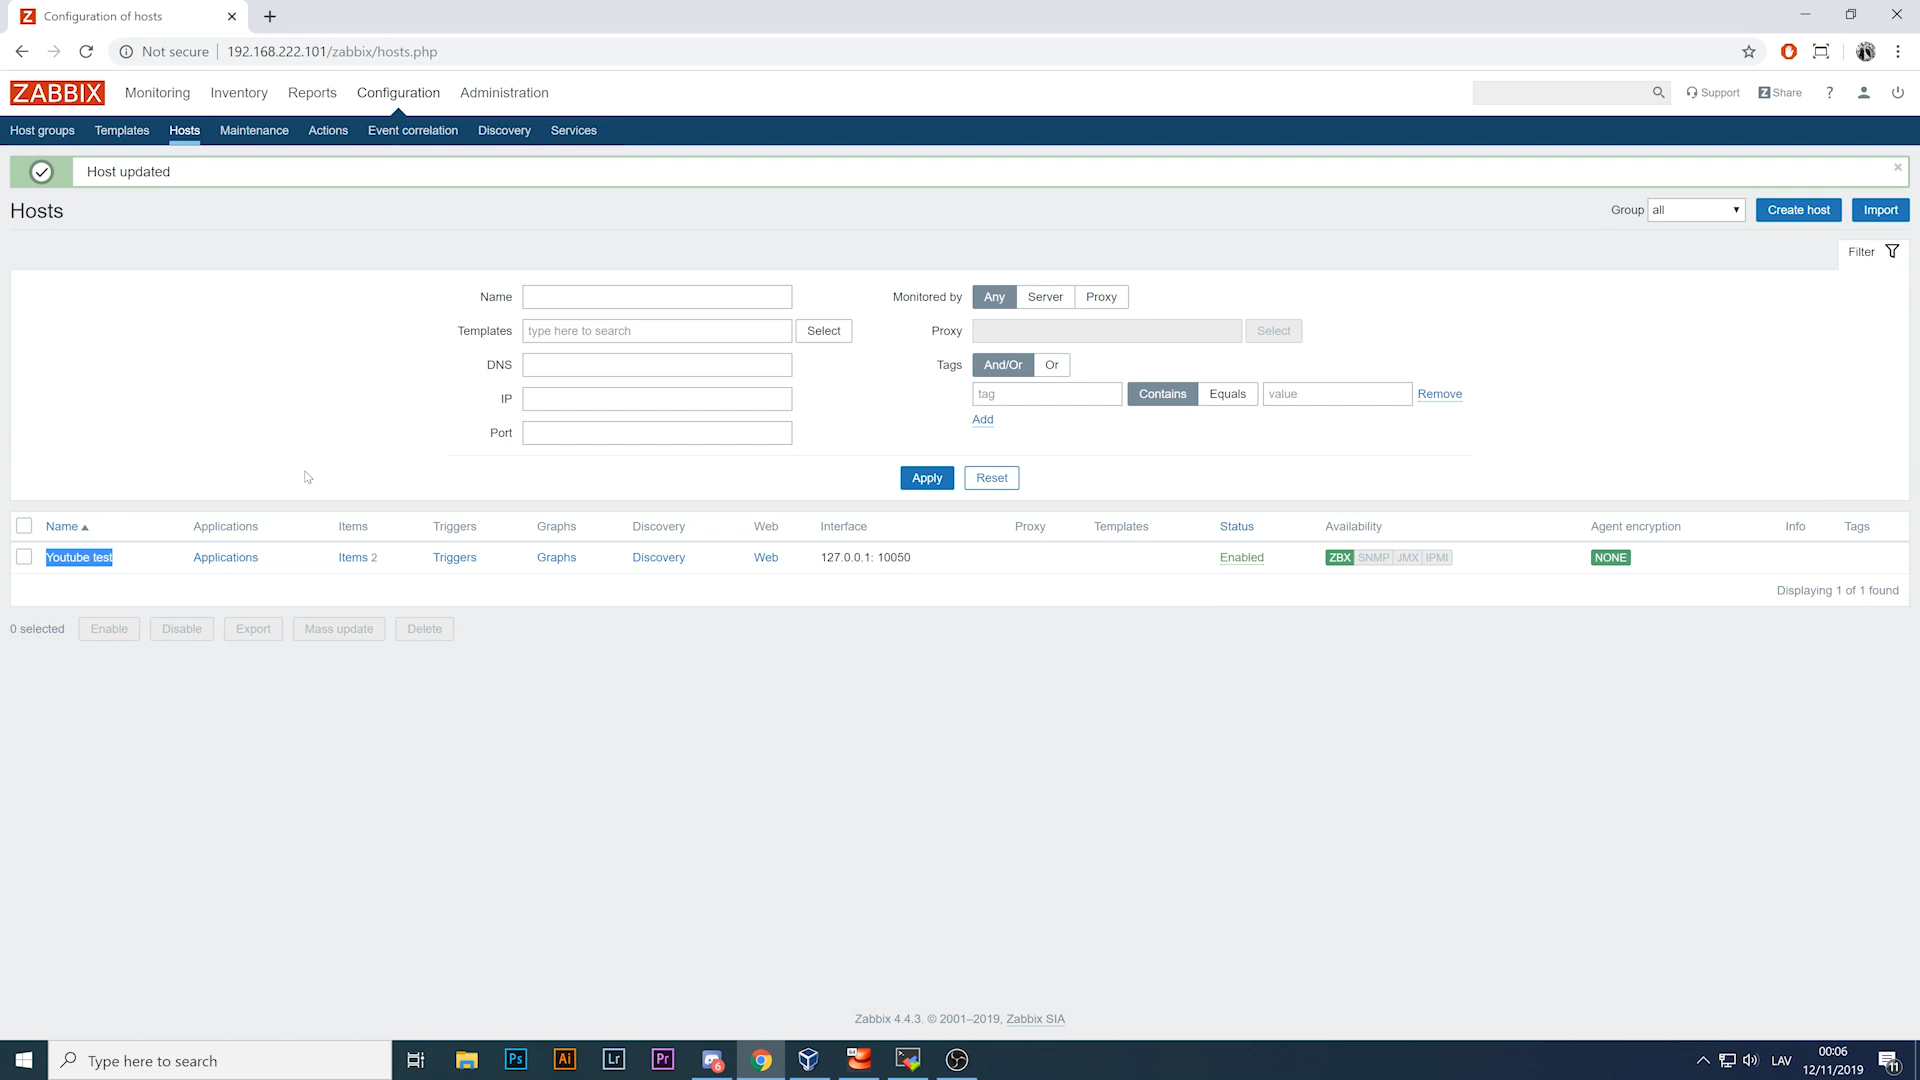 Configuration of hosts
Not secure 192.168.222.101/zabbix/hosts.php
ZABBIX Monitoring Inventory Reports Configuration Administration Support Z Share ?
Host groups Templates Hosts Maintenance Actions Event correlation Discovery Services
Host updated
Hosts Group all Create host Import
Filter
Name Monitored by Any Server Proxy
Templates type here to search Select Proxy Select
DNS Tags And/Or Or
IP tag Contains Equals value Remove
Add
Port
Apply Reset
Name Applications Items Triggers Graphs Discovery Web Interface Proxy Templates Status Availability Agent encryption Info Tags
Youtube test Applications Items 2 Triggers Graphs Discovery Web 127.0.0.1: 10050 Enabled ZBX SNMP JMX IPMI NONE
Displaying 1 of 1 found
0 selected Enable Disable Export Mass update Delete
Zabbix 4.4.3. © 2001–2019, Zabbix SIA
Type here to search Ps Ai Lr Pr 6 64 LAV 00:06
12/11/2019 11